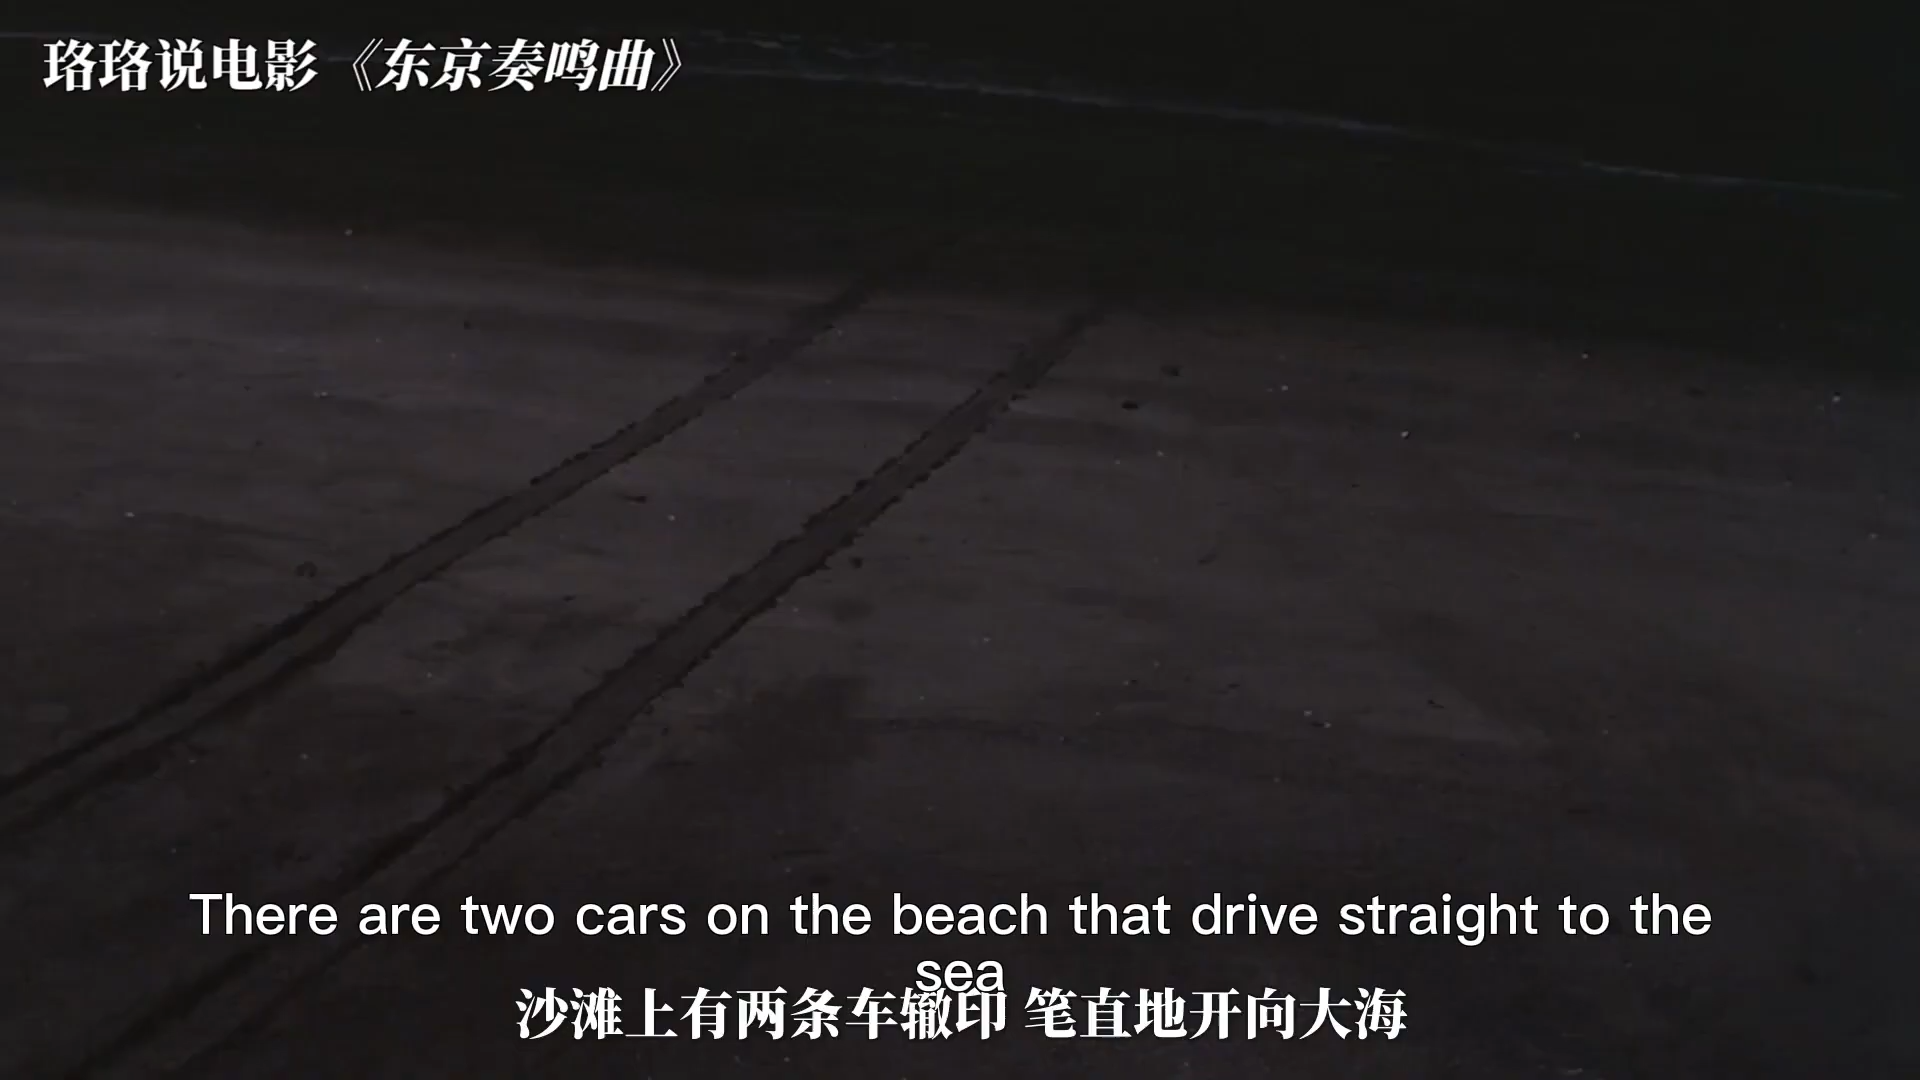 珞珞说电影《东京奏鸣曲》
There are two cars on the beach that drive straight to the
sea
沙滩上有两条车辙印 笔直地开向大海